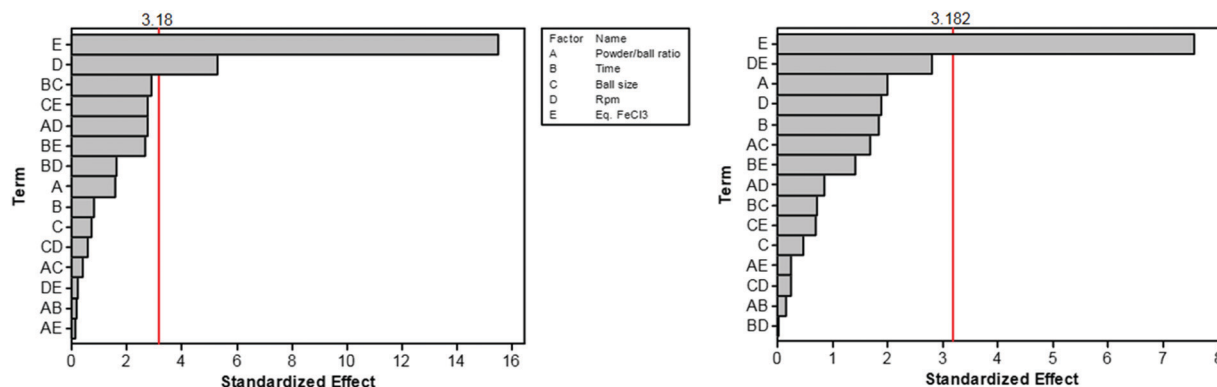 3.18
E
D
BC
CE
AD
BE
BD
A
B
C
CD
AC
DE
AB
AE
Term
0 2 4 6 8 10 12 14 16
Standardized Effect
Factor Name
A Powder/ball ratio
B Time
C Ball size
D Rpm
E Eq. FeCl3
3.182
E
DE
A
D
B
AC
BE
AD
BC
CE
C
AE
CD
AB
BD
Term
0 1 2 3 4 5 6 7 8
Standardized Effect